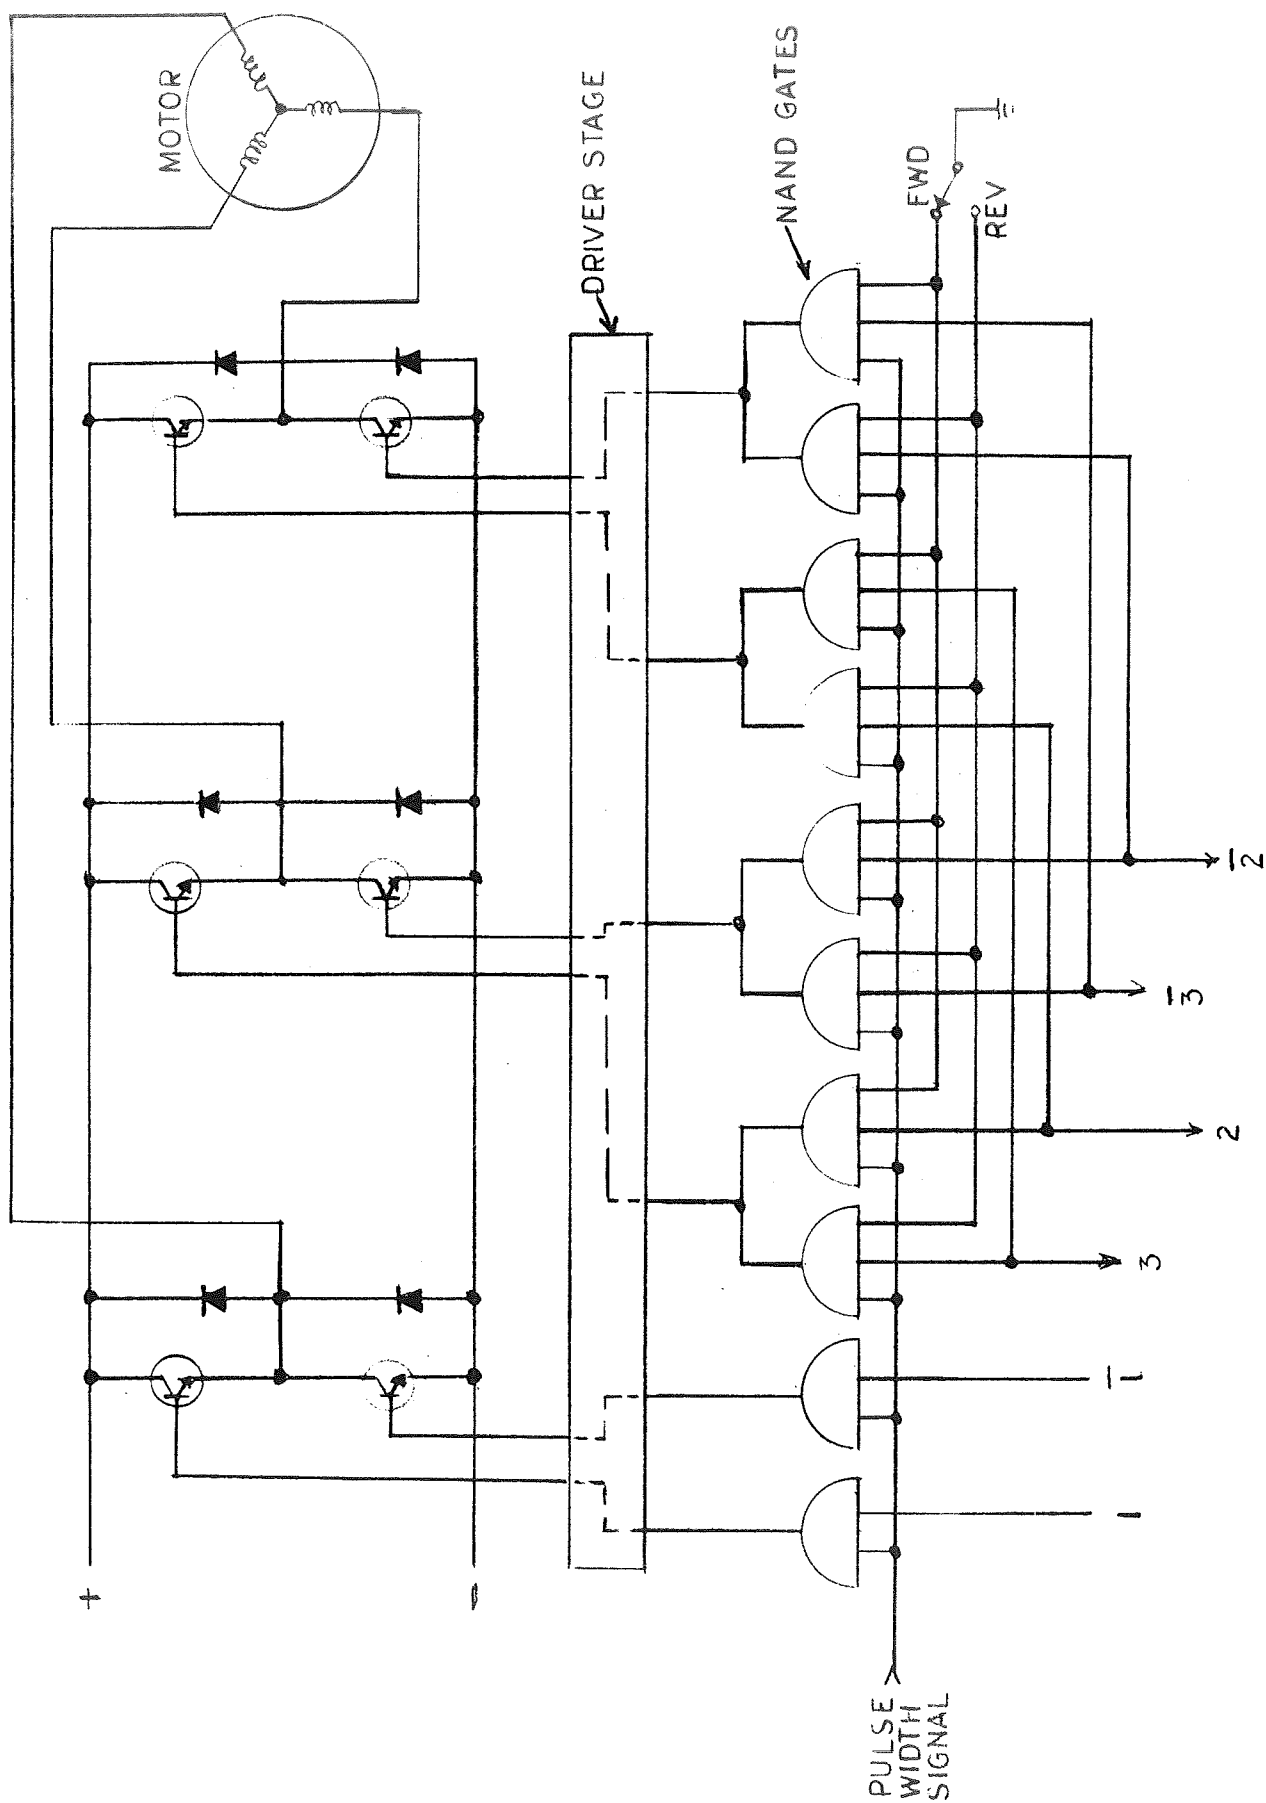 MOTOR
+
-
DRIVER STAGE
NAND GATES
FWD
REV
PULSE
WIDTH
SIGNAL
1
1̅
3
2
3̅
2̅